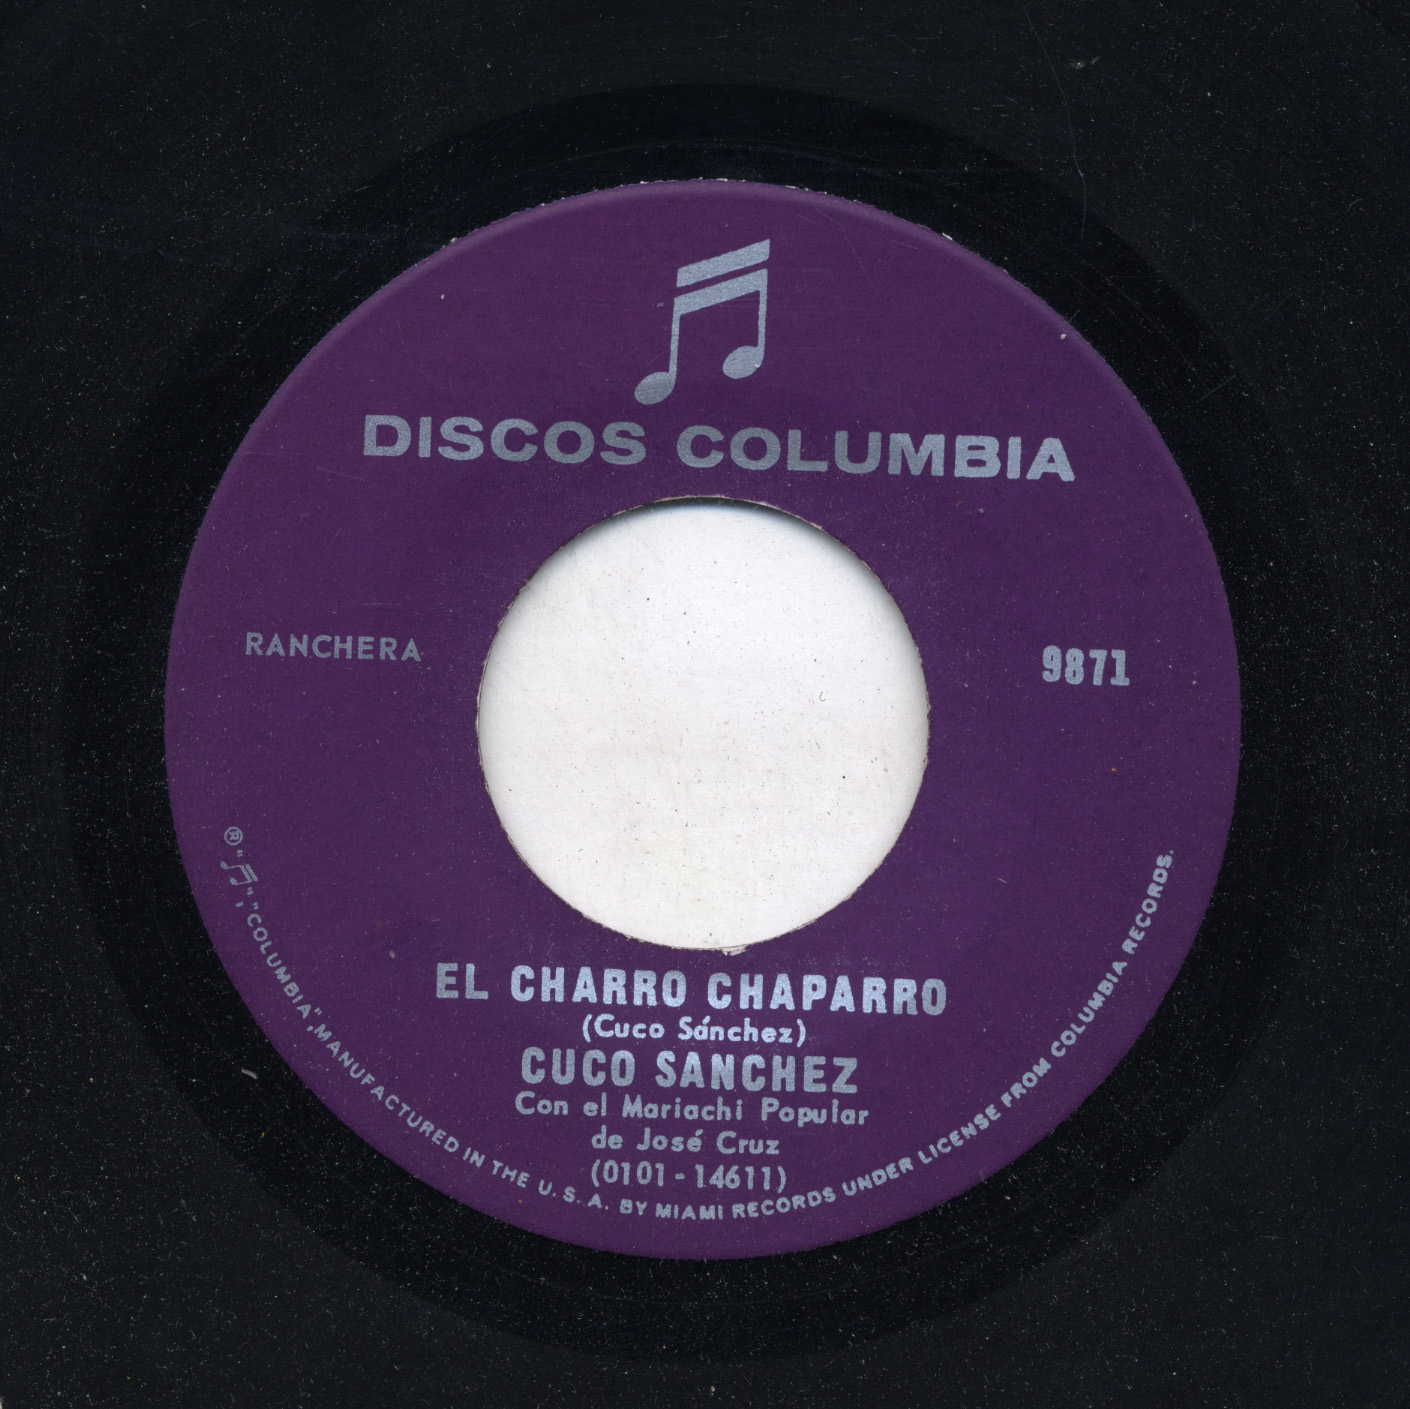 DISCOS COLUMBIA
RANCHERA
9871
EL CHARRO CHAPARRO
(Cuco Sánchez)
CUCO SANCHEZ
Con el Mariachi Popular
de José Cruz
(0101-14611)
® "♫", "COLUMBIA", MANUFACTURED IN THE U.S.A. BY MIAMI RECORDS UNDER LICENSE FROM COLUMBIA RECORDS.